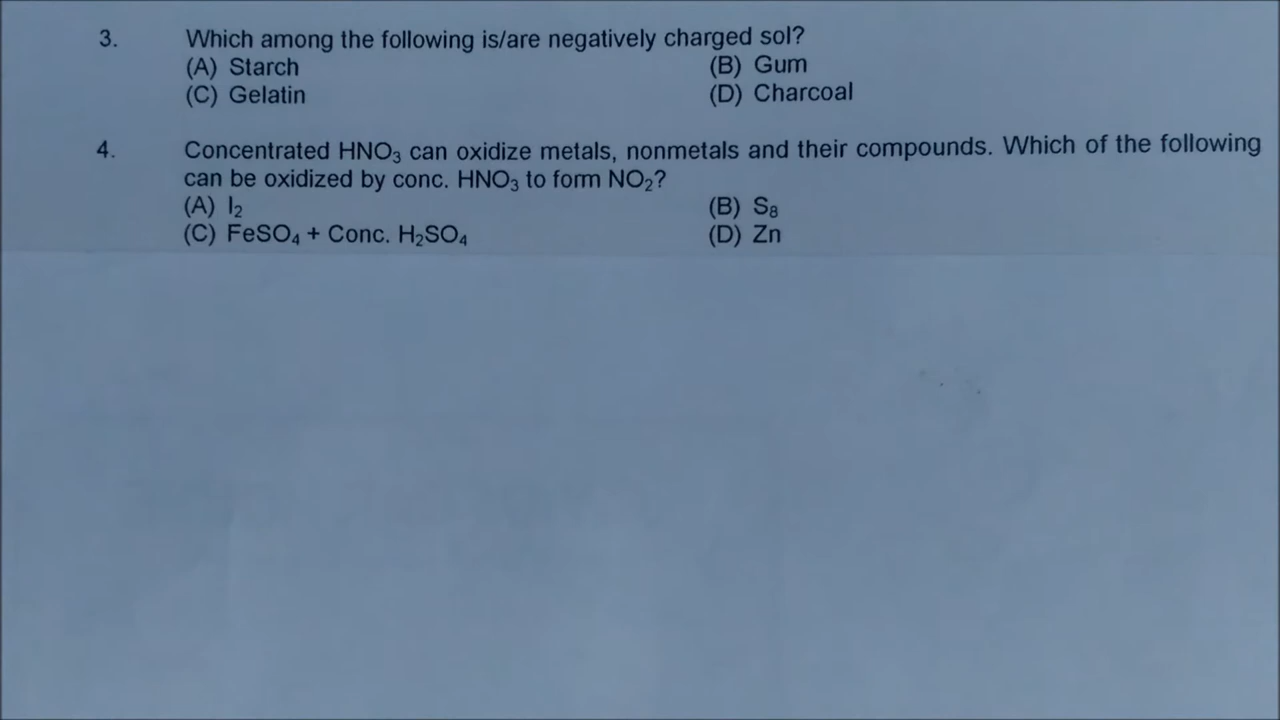 3. Which among the following is/are negatively charged sol?
(A) Starch (B) Gum
(C) Gelatin (D) Charcoal
4. Concentrated HNO₃ can oxidize metals, nonmetals and their compounds. Which of the following
can be oxidized by conc. HNO₃ to form NO₂?
(A) I₂ (B) S₈
(C) FeSO₄ + Conc. H₂SO₄ (D) Zn